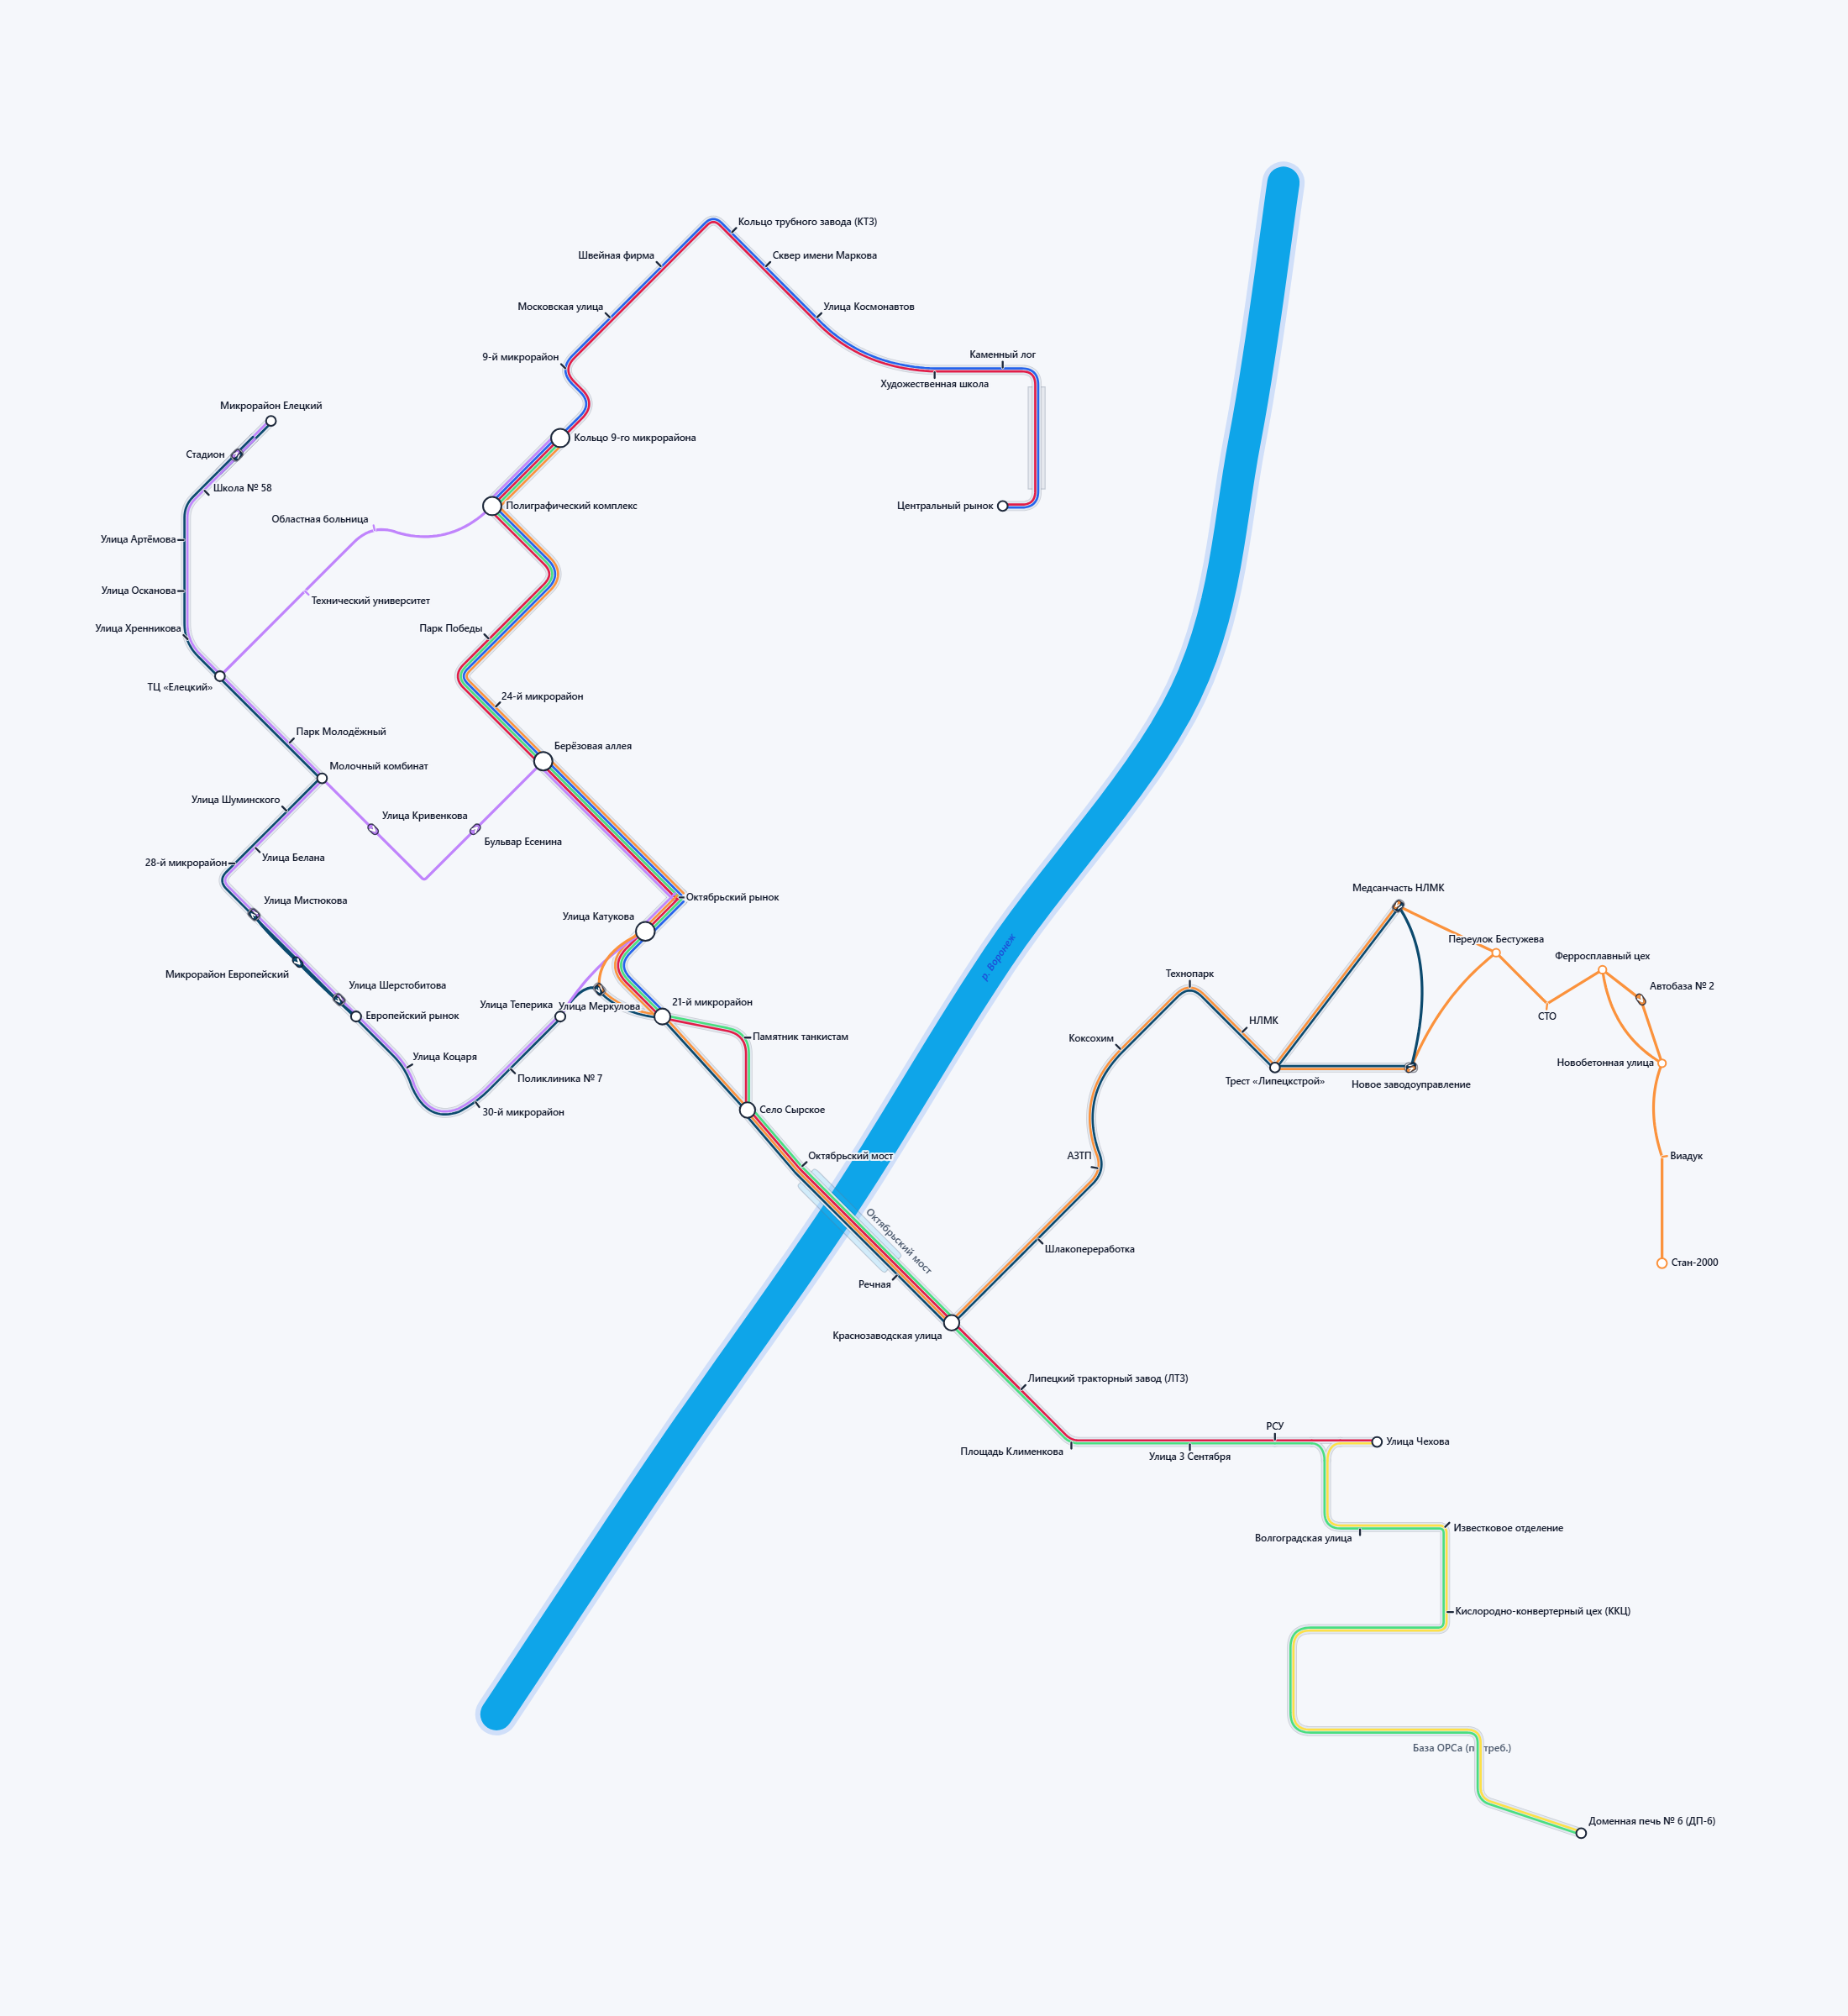 Кольцо трубного завода (КТЗ)
Швейная фирма
Сквер имени Маркова
Московская улица
Улица Космонавтов
9-й микрорайон
Каменный лог
Художественная школа
Микрорайон Елецкий
Кольцо 9-го микрорайона
Стадион
Школа № 58
Полиграфический комплекс
Центральный рынок
Областная больница
Улица Артёмова
Улица Осканова
Технический университет
Улица Хренникова
Парк Победы
ТЦ «Елецкий»
24-й микрорайон
Парк Молодёжный
Берёзовая аллея
Молочный комбинат
Улица Шуминского
Улица Кривенкова
Бульвар Есенина
Улица Белана
28-й микрорайон
Медсанчасть НЛМК
Октябрьский рынок
Улица Мистюкова
Улица Катукова
Переулок Бестужева
р. Воронеж
Ферросплавный цех
Микрорайон Европейский
Технопарк
Улица Шерстобитова
Автобаза № 2
21-й микрорайон
Улица Теперика
Улица Меркулова
Европейский рынок
СТО
НЛМК
Памятник танкистам
Коксохим
Улица Коцаря
Новобетонная улица
Поликлиника № 7
Трест «Липецкстрой»
Новое заводоуправление
30-й микрорайон
Село Сырское
Октябрьский мост
АЗТП
Виадук
Октябрьский мост
Шлакопереработка
Стан-2000
Речная
Краснозаводская улица
Липецкий тракторный завод (ЛТЗ)
РСУ
Улица Чехова
Площадь Клименкова
Улица 3 Сентября
Известковое отделение
Волгоградская улица
Кислородно-конвертерный цех (ККЦ)
База ОРСа (по треб.)
Доменная печь № 6 (ДП-6)